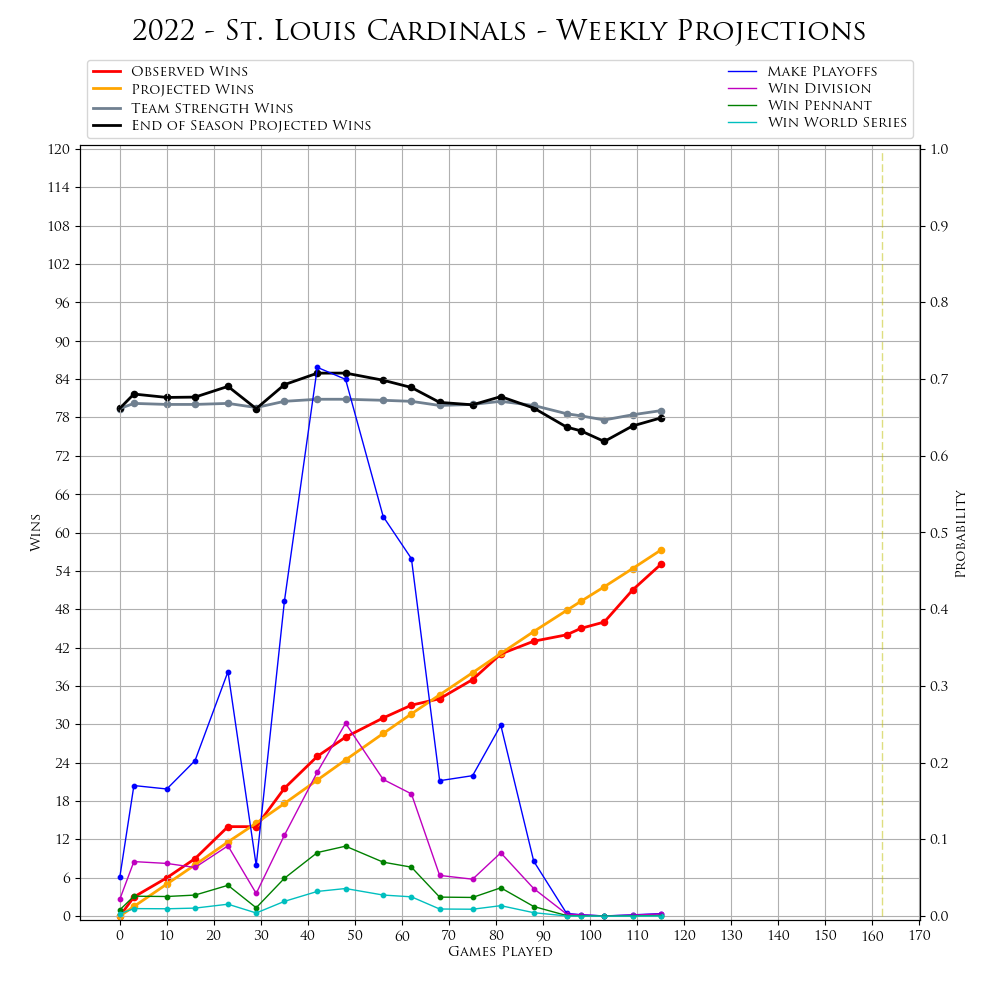 2022 - St. Louis Cardinals - Weekly Projections
Observed Wins
Projected Wins
Team Strength Wins
End of Season Projected Wins
Make Playoffs
Win Division
Win Pennant
Win World Series
120
114
108
102
96
90
84
78
72
66
60
54
48
42
36
30
24
18
12
6
0
Wins
1.0
0.9
0.8
0.7
0.6
0.5
0.4
0.3
0.2
0.1
0.0
Probability
0 10 20 30 40 50 60 70 80 90 100 110 120 130 140 150 160 170
Games Played